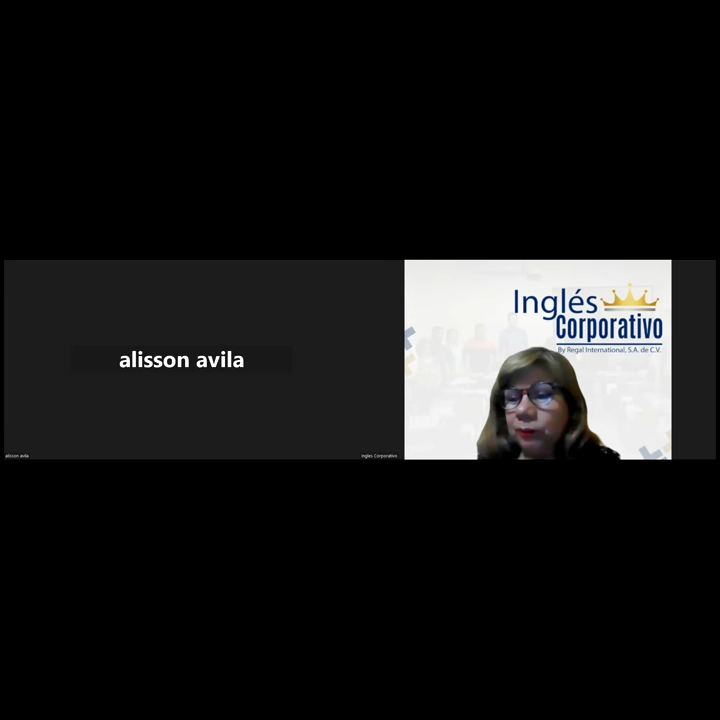 alisson avila
alisson avila
Ingles Corporativo
Inglés
Corporativo
By Regal International, S.A. de C.V.